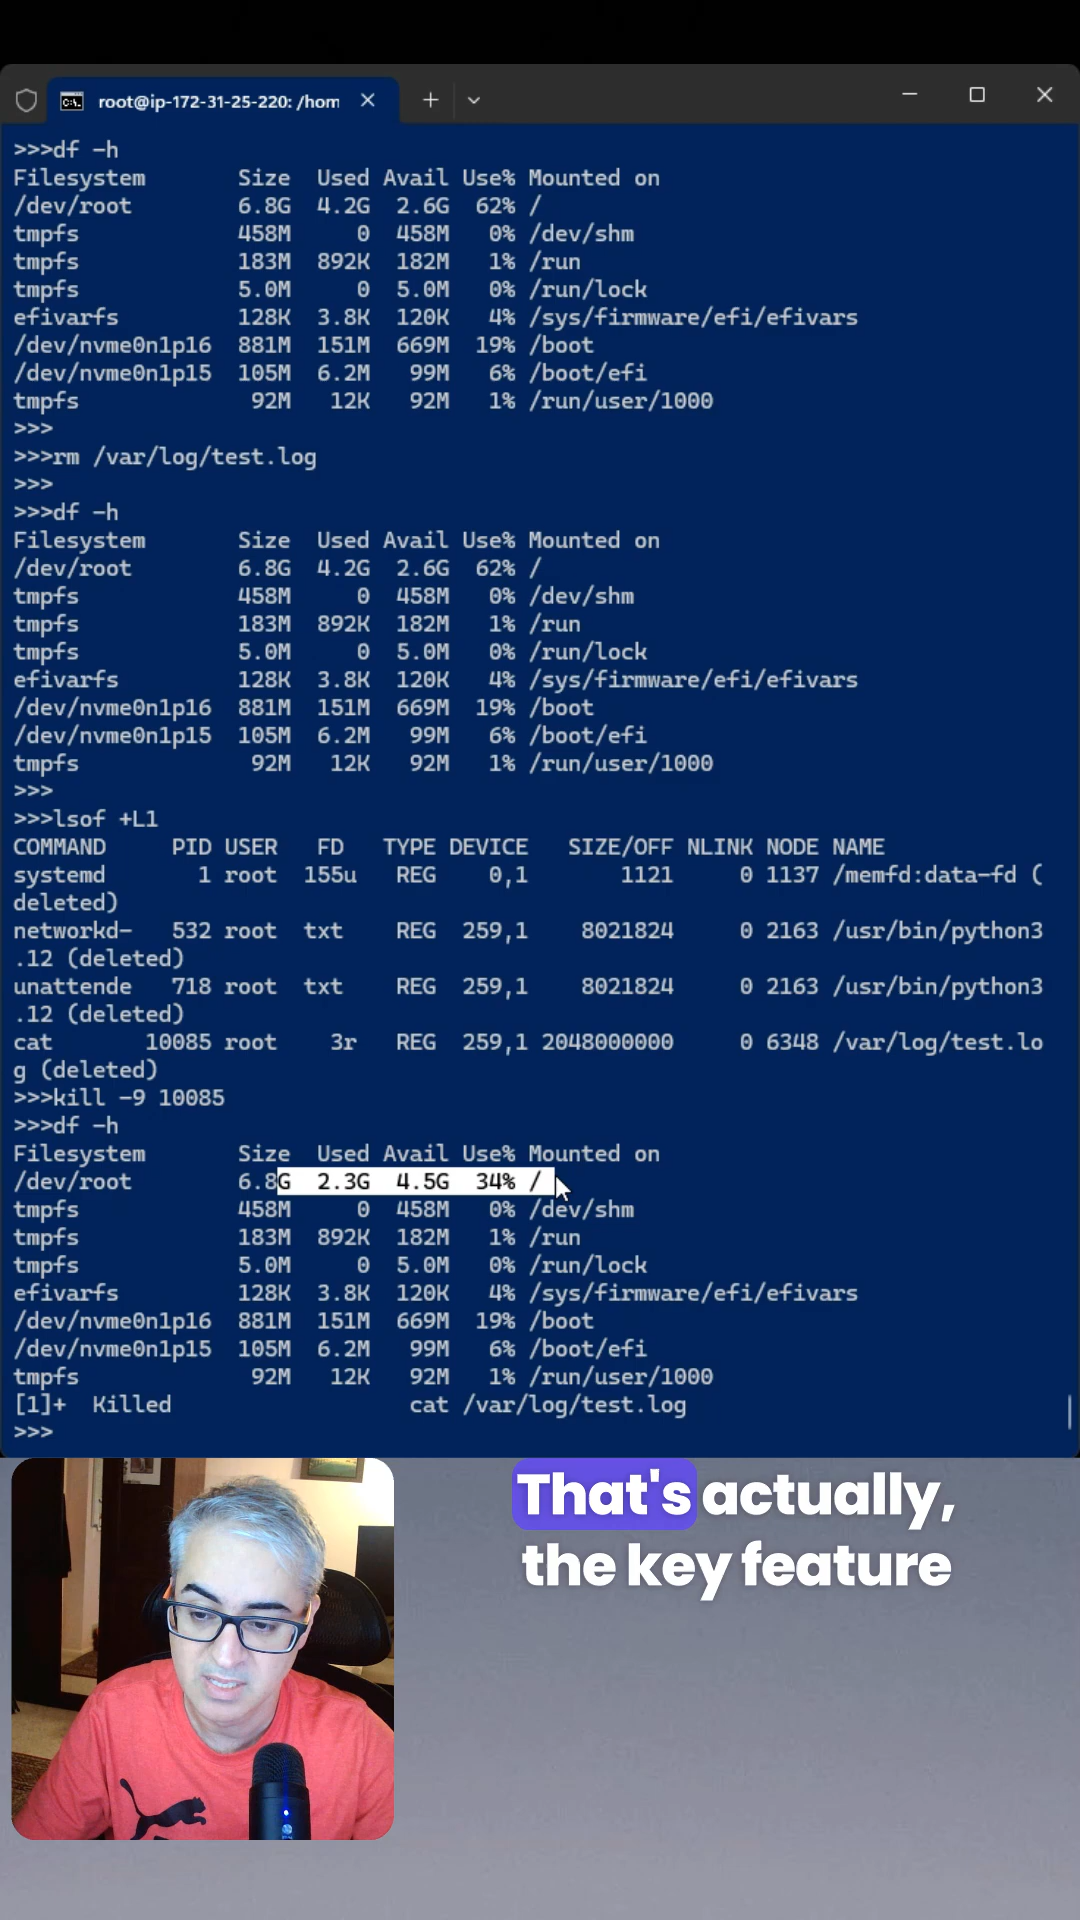 root@ip-172-31-25-220: /hom
>>>df -h
Filesystem Size Used Avail Use% Mounted on
/dev/root 6.8G 4.2G 2.6G 62% /
tmpfs 458M 0 458M 0% /dev/shm
tmpfs 183M 892K 182M 1% /run
tmpfs 5.0M 0 5.0M 0% /run/lock
efivarfs 128K 3.8K 120K 4% /sys/firmware/efi/efivars
/dev/nvme0n1p16 881M 151M 669M 19% /boot
/dev/nvme0n1p15 105M 6.2M 99M 6% /boot/efi
tmpfs 92M 12K 92M 1% /run/user/1000
>>>
>>>rm /var/log/test.log
>>>
>>>df -h
Filesystem Size Used Avail Use% Mounted on
/dev/root 6.8G 4.2G 2.6G 62% /
tmpfs 458M 0 458M 0% /dev/shm
tmpfs 183M 892K 182M 1% /run
tmpfs 5.0M 0 5.0M 0% /run/lock
efivarfs 128K 3.8K 120K 4% /sys/firmware/efi/efivars
/dev/nvme0n1p16 881M 151M 669M 19% /boot
/dev/nvme0n1p15 105M 6.2M 99M 6% /boot/efi
tmpfs 92M 12K 92M 1% /run/user/1000
>>>
>>>lsof +L1
COMMAND PID USER FD TYPE DEVICE SIZE/OFF NLINK NODE NAME
systemd 1 root 155u REG 0,1 1121 0 1137 /memfd:data-fd (
deleted)
networkd- 532 root txt REG 259,1 8021824 0 2163 /usr/bin/python3
.12 (deleted)
unattende 718 root txt REG 259,1 8021824 0 2163 /usr/bin/python3
.12 (deleted)
cat 10085 root 3r REG 259,1 2048000000 0 6348 /var/log/test.lo
g (deleted)
>>>kill -9 10085
>>>df -h
Filesystem Size Used Avail Use% Mounted on
/dev/root 6.8G 2.3G 4.5G 34% /
tmpfs 458M 0 458M 0% /dev/shm
tmpfs 183M 892K 182M 1% /run
tmpfs 5.0M 0 5.0M 0% /run/lock
efivarfs 128K 3.8K 120K 4% /sys/firmware/efi/efivars
/dev/nvme0n1p16 881M 151M 669M 19% /boot
/dev/nvme0n1p15 105M 6.2M 99M 6% /boot/efi
tmpfs 92M 12K 92M 1% /run/user/1000
[1]+ Killed cat /var/log/test.log
>>>
That's actually,
the key feature